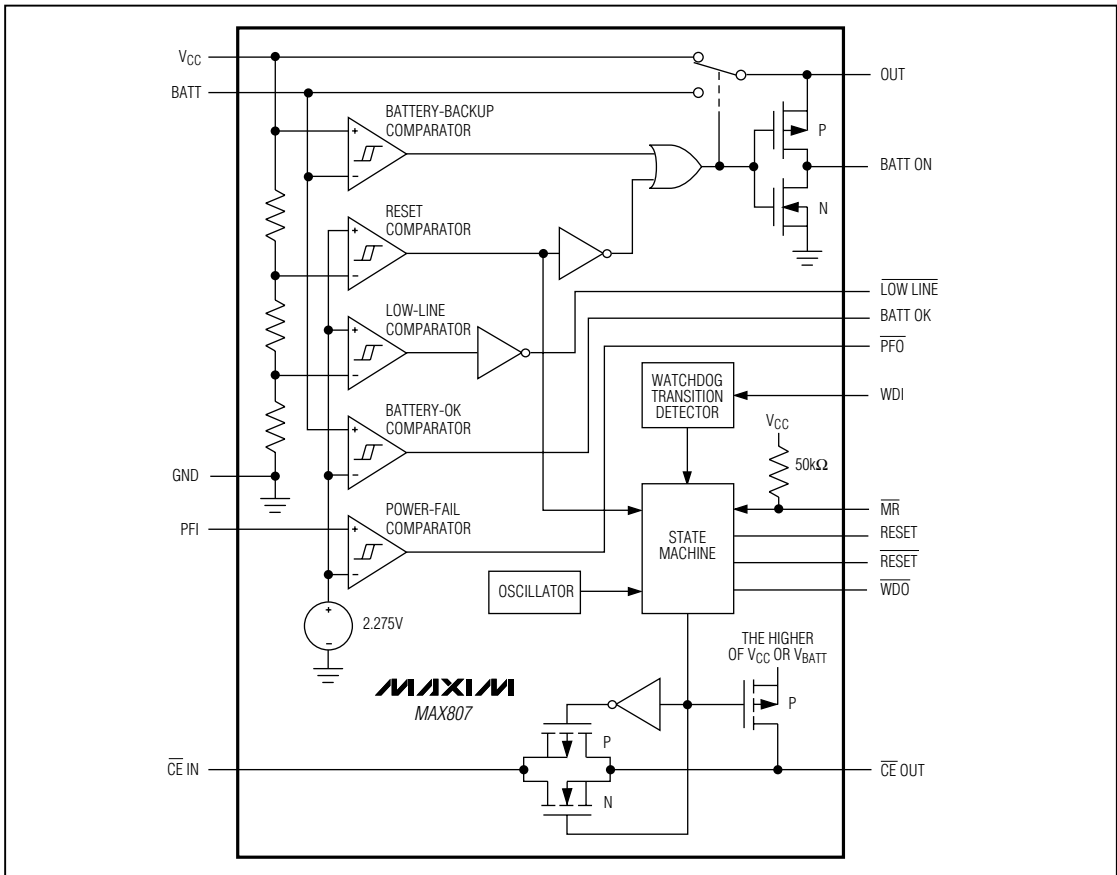 VCC
BATT
BATTERY-BACKUP
COMPARATOR
+
−
OUT
P
BATT ON
N
RESET
COMPARATOR
+
−
LOW LINE
BATT OK
PFO
LOW-LINE
COMPARATOR
+
−
WATCHDOG
TRANSITION
DETECTOR
WDI
BATTERY-OK
COMPARATOR
+
−
VCC
50kΩ
GND
PFI
POWER-FAIL
COMPARATOR
+
−
STATE
MACHINE
MR
RESET
RESET
WDO
OSCILLATOR
+
−
2.275V
THE HIGHER
OF VCC OR VBATT
P
MAXIM
MAX807
P
CE IN
CE OUT
N